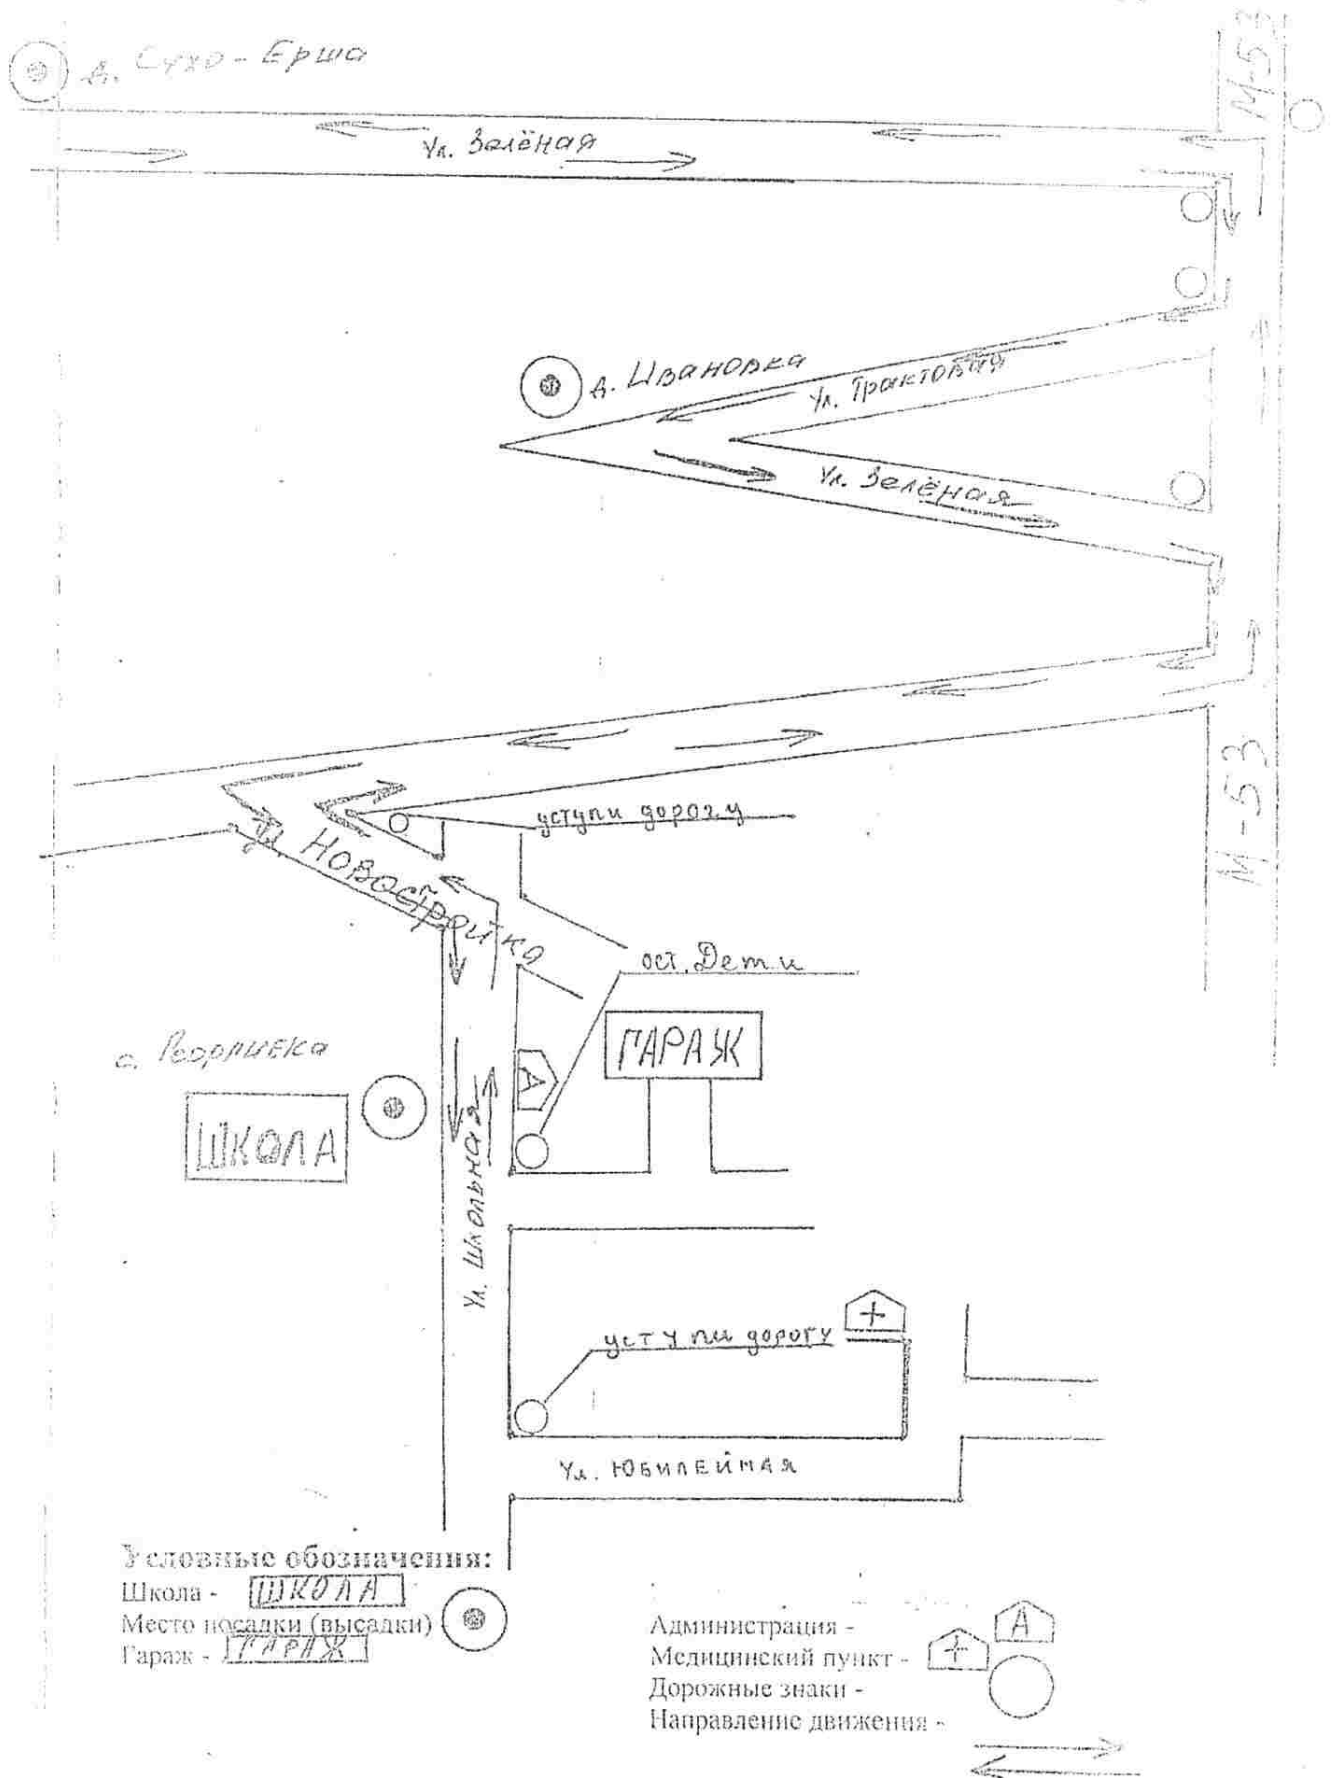 д. Сухо-Ерша
М-53
Ул. Зелёная
д. Ивановка
Ул. Трактовая
Ул. Зелёная
М-53
уступи дорогу
Ул. Новостройка
ост. Дети
ГАРАЖ
А
с.
ШКОЛА
Ул. Школьная
уступи дорогу
Ул. ЮБИЛЕЙНАЯ
Условные обозначения:
Школа - ШКОЛА
Место посадки (высадки)
Гараж - ГАРАЖ
Администрация - А
Медицинский пункт -
Дорожные знаки -
Направление движения -